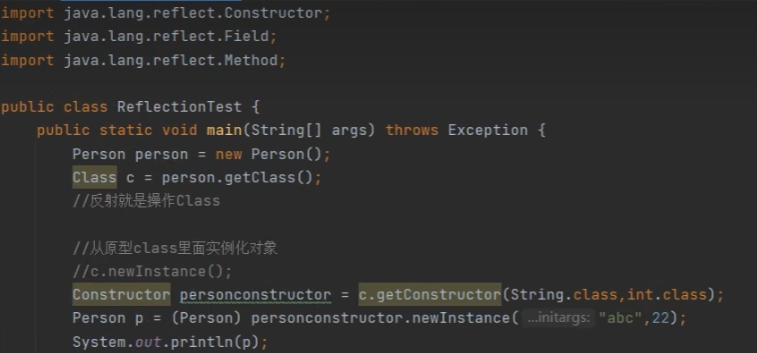 import java.lang.reflect.Constructor;
import java.lang.reflect.Field;
import java.lang.reflect.Method;
public class ReflectionTest {
public static void main(String[] args) throws Exception {
Person person = new Person();
Class c = person.getClass();
//反射就是操作Class
//从原型class里面实例化对象
//c.newInstance();
Constructor personconstructor = c.getConstructor(String.class,int.class);
Person p = (Person) personconstructor.newInstance( ...initargs: "abc",22);
System.out.println(p);